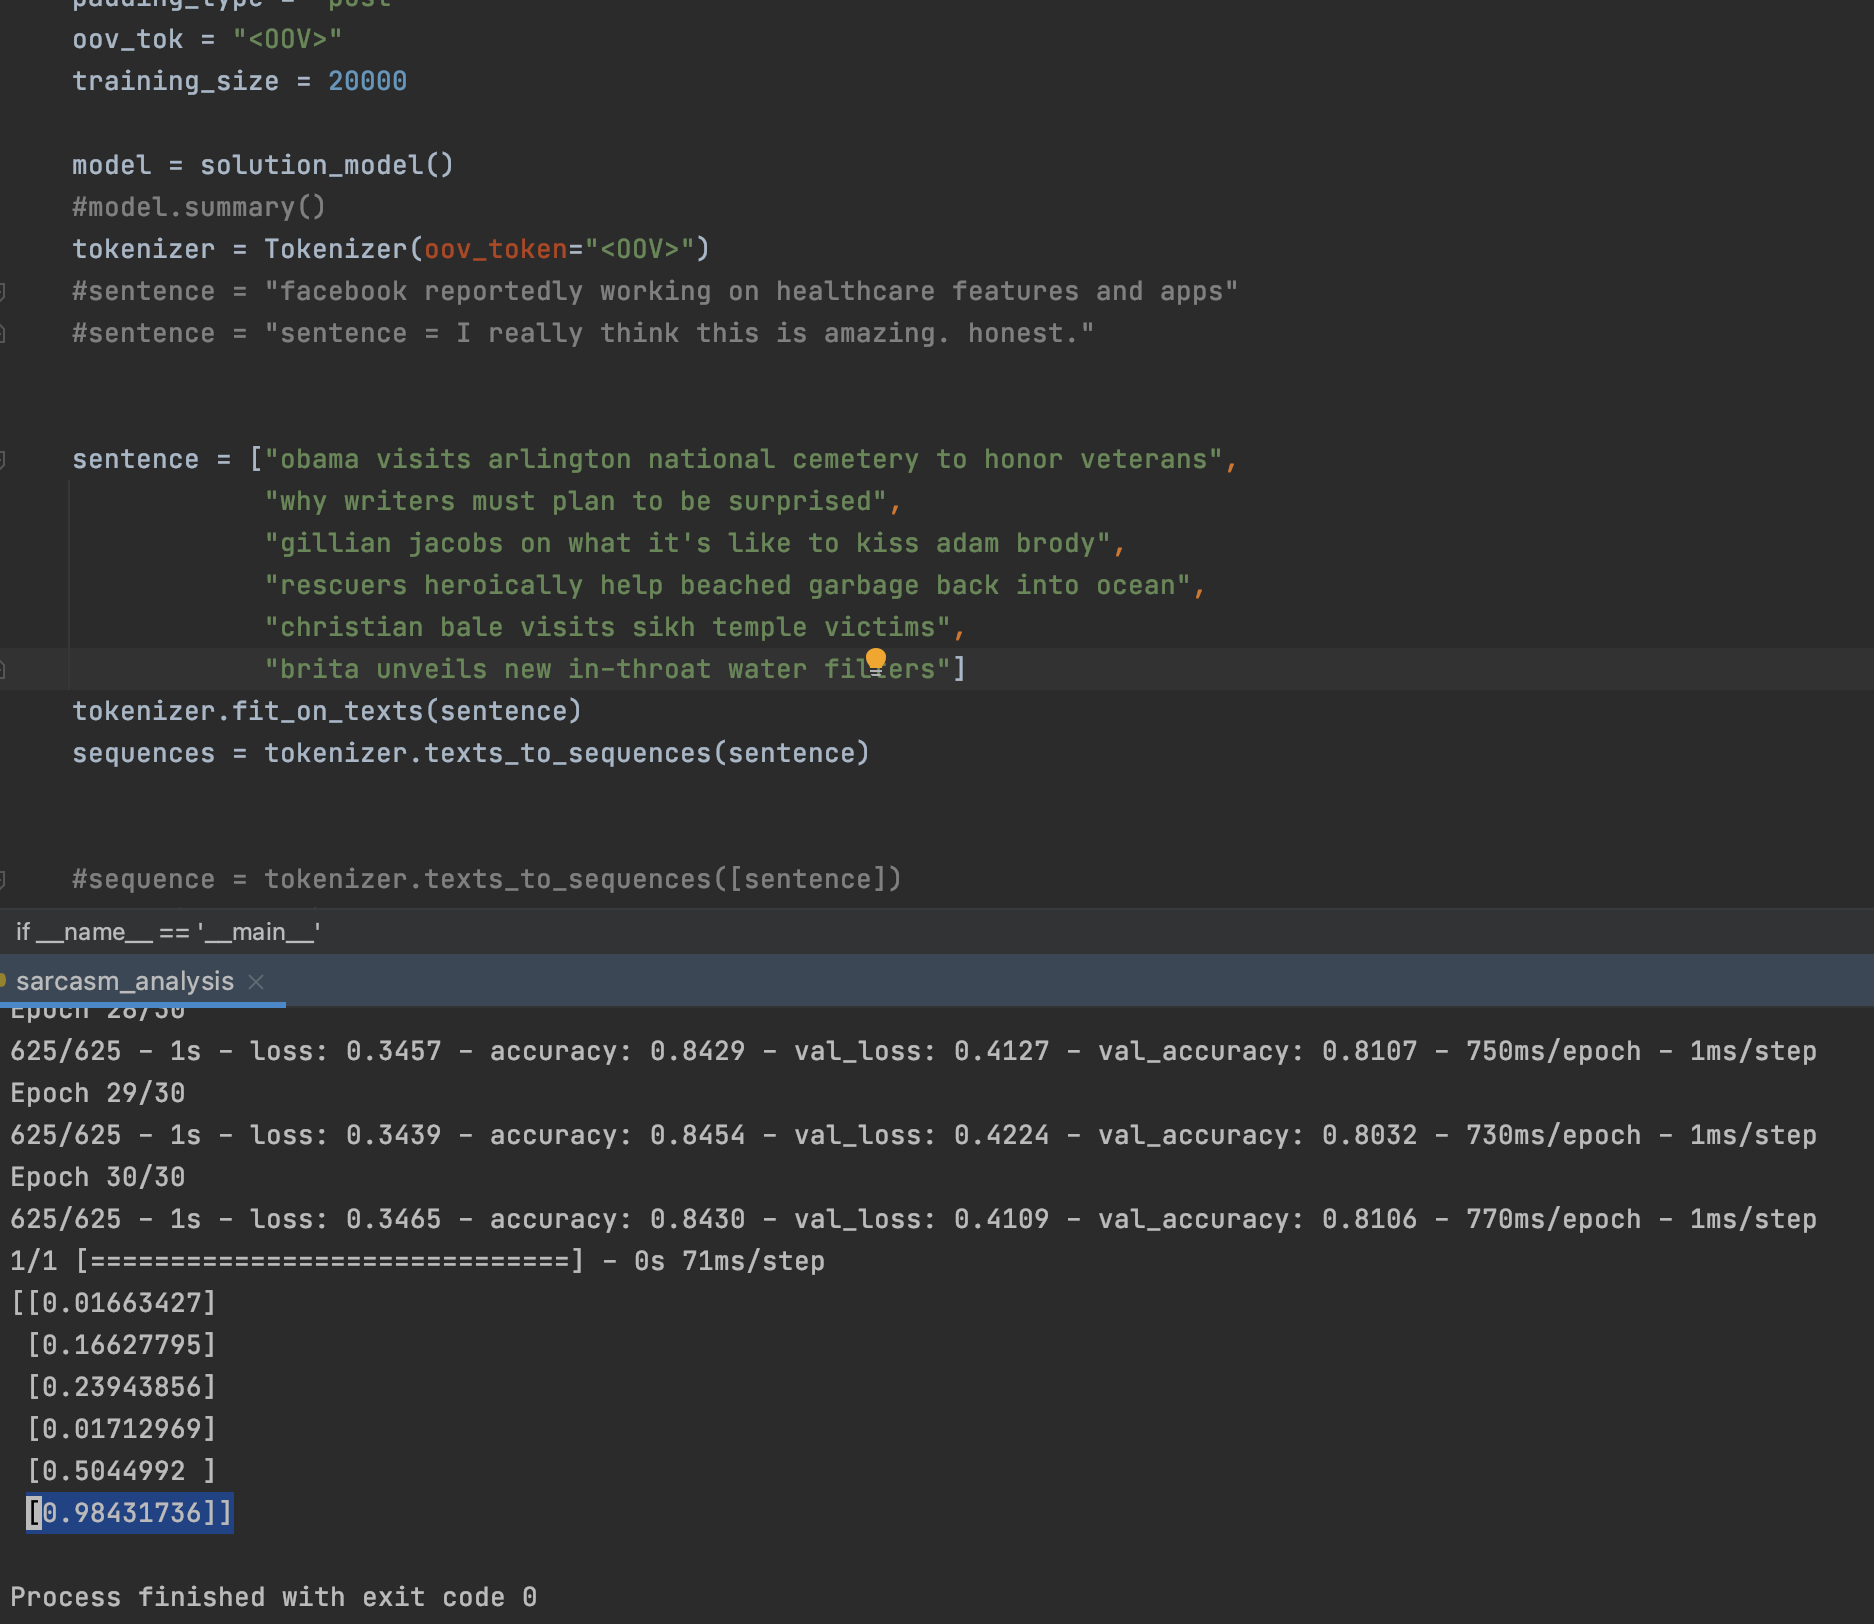 padding_type = 'post'
oov_tok = "<OOV>"
training_size = 20000
model = solution_model()
#model.summary()
tokenizer = Tokenizer(oov_token="<OOV>")
#sentence = "facebook reportedly working on healthcare features and apps"
#sentence = "sentence = I really think this is amazing. honest."
sentence = ["obama visits arlington national cemetery to honor veterans",
"why writers must plan to be surprised",
"gillian jacobs on what it's like to kiss adam brody",
"rescuers heroically help beached garbage back into ocean",
"christian bale visits sikh temple victims",
"brita unveils new in-throat water filters"]
tokenizer.fit_on_texts(sentence)
sequences = tokenizer.texts_to_sequences(sentence)
#sequence = tokenizer.texts_to_sequences([sentence])
if __name__ == '__main__'
sarcasm_analysis
Epoch 28/30
625/625 - 1s - loss: 0.3457 - accuracy: 0.8429 - val_loss: 0.4127 - val_accuracy: 0.8107 - 750ms/epoch - 1ms/step
Epoch 29/30
625/625 - 1s - loss: 0.3439 - accuracy: 0.8454 - val_loss: 0.4224 - val_accuracy: 0.8032 - 730ms/epoch - 1ms/step
Epoch 30/30
625/625 - 1s - loss: 0.3465 - accuracy: 0.8430 - val_loss: 0.4109 - val_accuracy: 0.8106 - 770ms/epoch - 1ms/step
1/1 [==============================] - 0s 71ms/step
[[0.01663427]
[0.16627795]
[0.23943856]
[0.01712969]
[0.5044992 ]
[0.98431736]]
Process finished with exit code 0